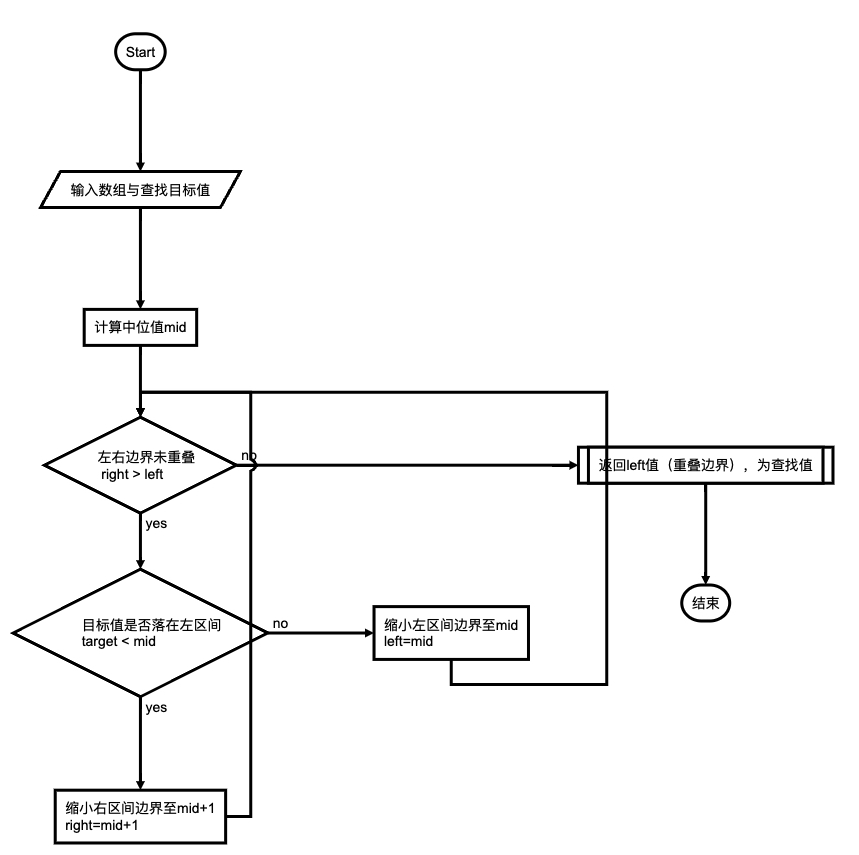 Start
输入数组与查找目标值
计算中位值mid
左右边界未重叠
right > left
no
返回left值（重叠边界），为查找值
yes
结束
目标值是否落在左区间
target < mid
no
缩小左区间边界至mid
left=mid
yes
缩小右区间边界至mid+1
right=mid+1